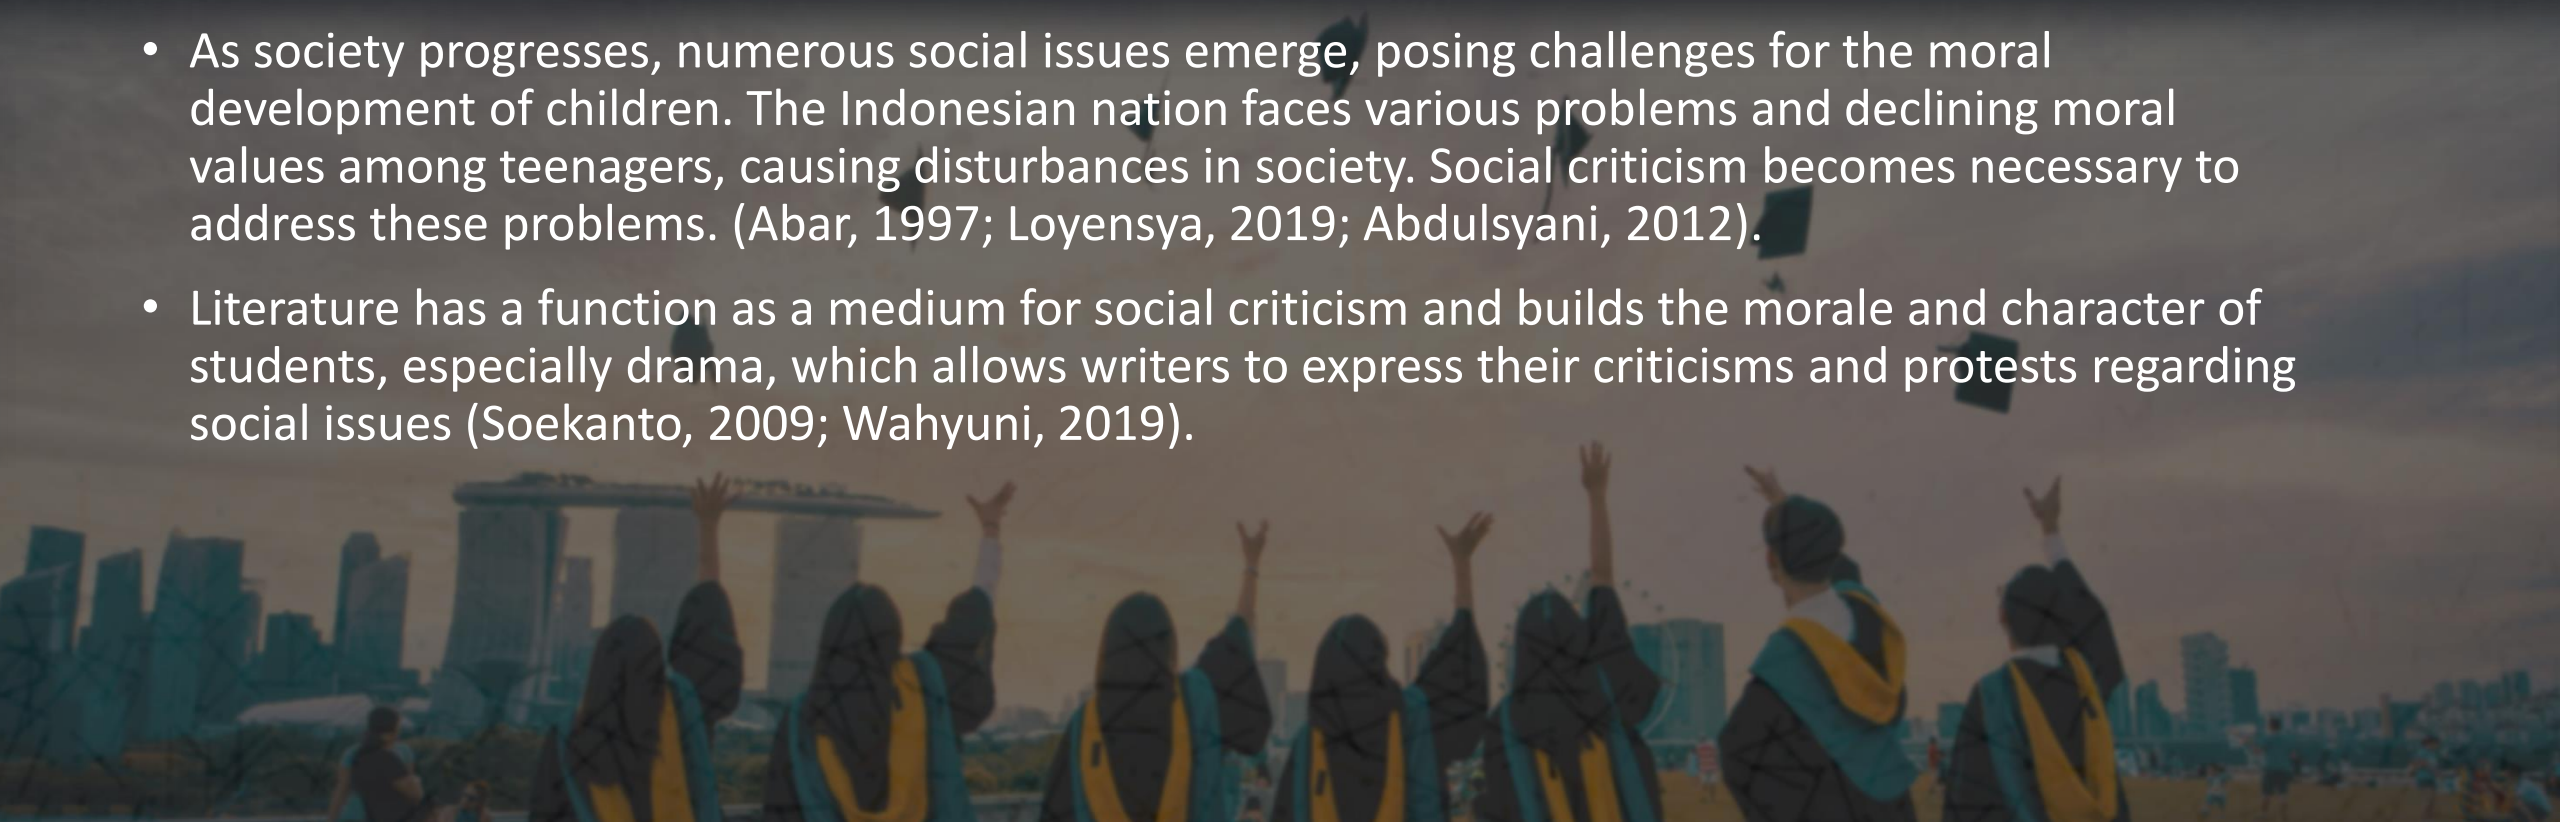 • As society progresses, numerous social issues emerge, posing challenges for the moral
development of children. The Indonesian nation faces various problems and declining moral
values among teenagers, causing disturbances in society. Social criticism becomes necessary to
address these problems. (Abar, 1997; Loyensya, 2019; Abdulsyani, 2012).
• Literature has a function as a medium for social criticism and builds the morale and character of
students, especially drama, which allows writers to express their criticisms and protests regarding
social issues (Soekanto, 2009; Wahyuni, 2019).